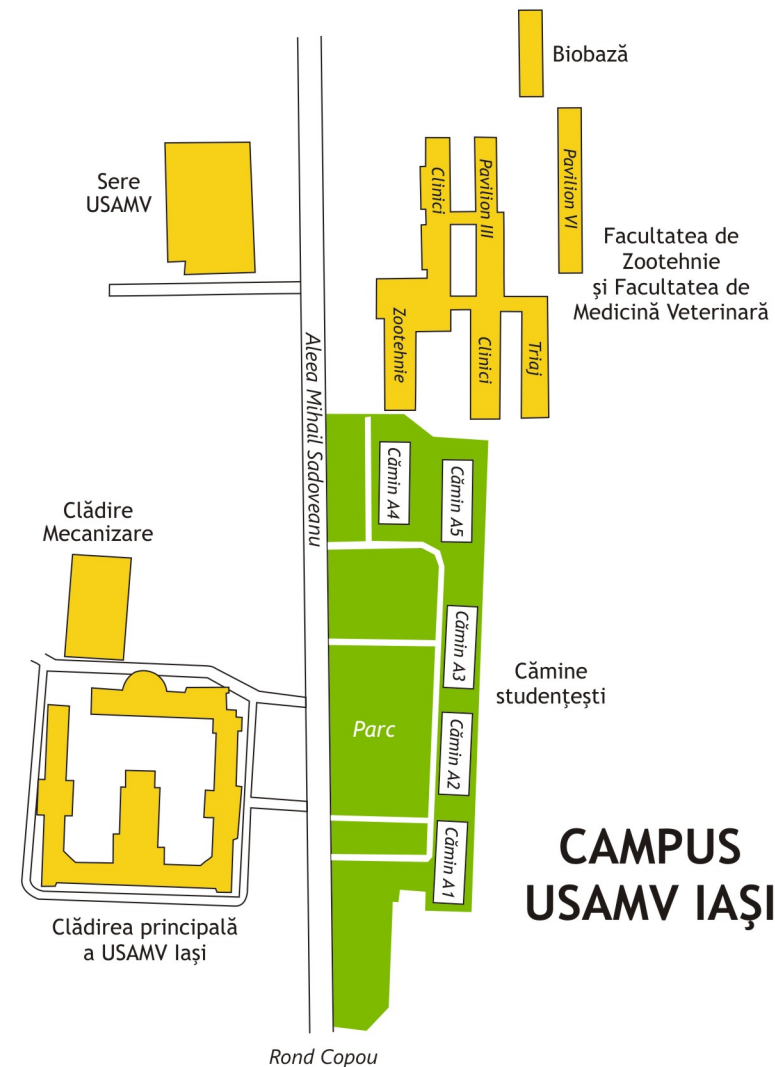 Biobază
Sere
USAMV
Clinici
Pavilion III
Pavilion VI
Facultatea de
Zootehnie
şi Facultatea de
Medicină Veterinară
Zootehnie
Clinici
Triaj
Aleea Mihail Sadoveanu
Cămin A4
Cămin A5
Clădire
Mecanizare
Cămin A3
Cămine
studenţeşti
Parc
Cămin A2
Cămin A1
CAMPUS
USAMV IAŞI
Clădirea principală
a USAMV Iaşi
Rond Copou